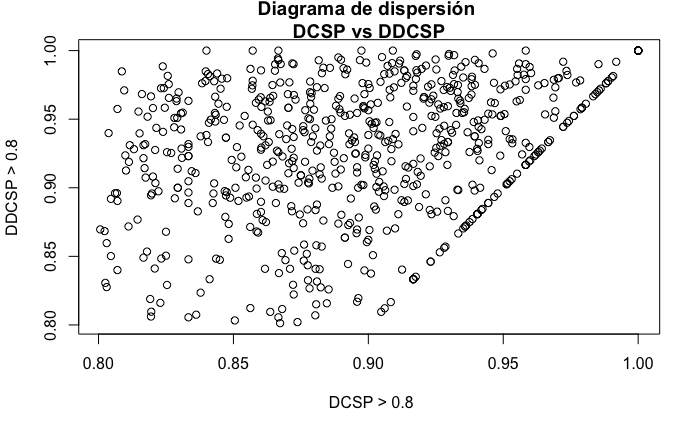 Diagrama de dispersión
DCSP vs DDCSP
DDCSP > 0.8
1.00
0.95
0.90
0.85
0.80
0.80 0.85 0.90 0.95 1.00
DCSP > 0.8